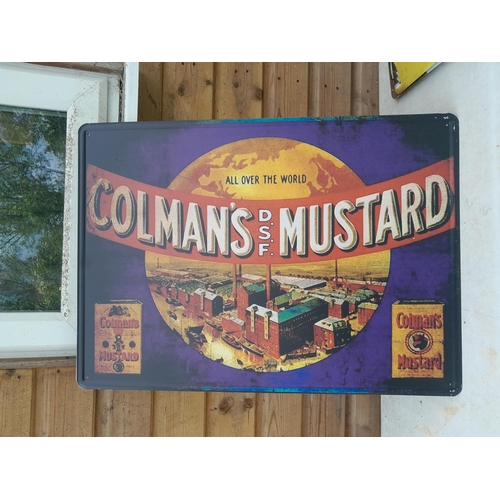 ALL OVER THE WORLD
COLMAN'S D.S.F. MUSTARD
Colman's
MUSTARD
Colman's
Mustard